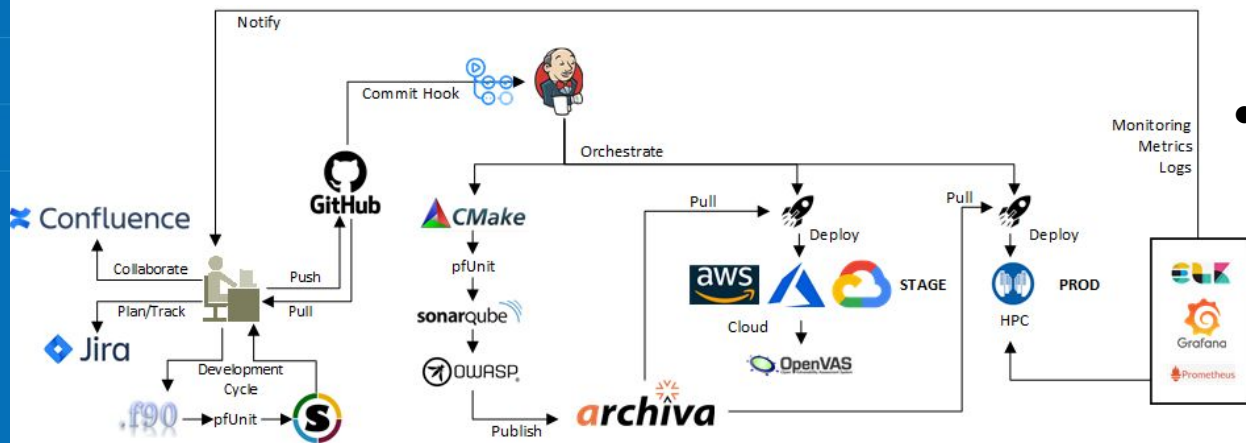 Notify
Commit Hook
Monitoring
Metrics
Logs
Orchestrate
GitHub
Confluence
CMake
Pull
Pull
Deploy
Deploy
pfUnit
Collaborate
Push
aws
STAGE
PROD
Plan/Track
Pull
sonarqube
HPC
elk
Grafana
Cloud
Jira
OWASP
OpenVAS
Prometheus
Development
Cycle
.f90
pfUnit
S
archiva
Publish